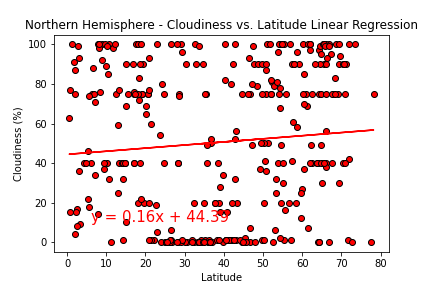 Northern Hemisphere - Cloudiness vs. Latitude Linear Regression
100
80
60
40
20
0
Cloudiness (%)
y = 0.16x + 44.39
0 10 20 30 40 50 60 70 80
Latitude